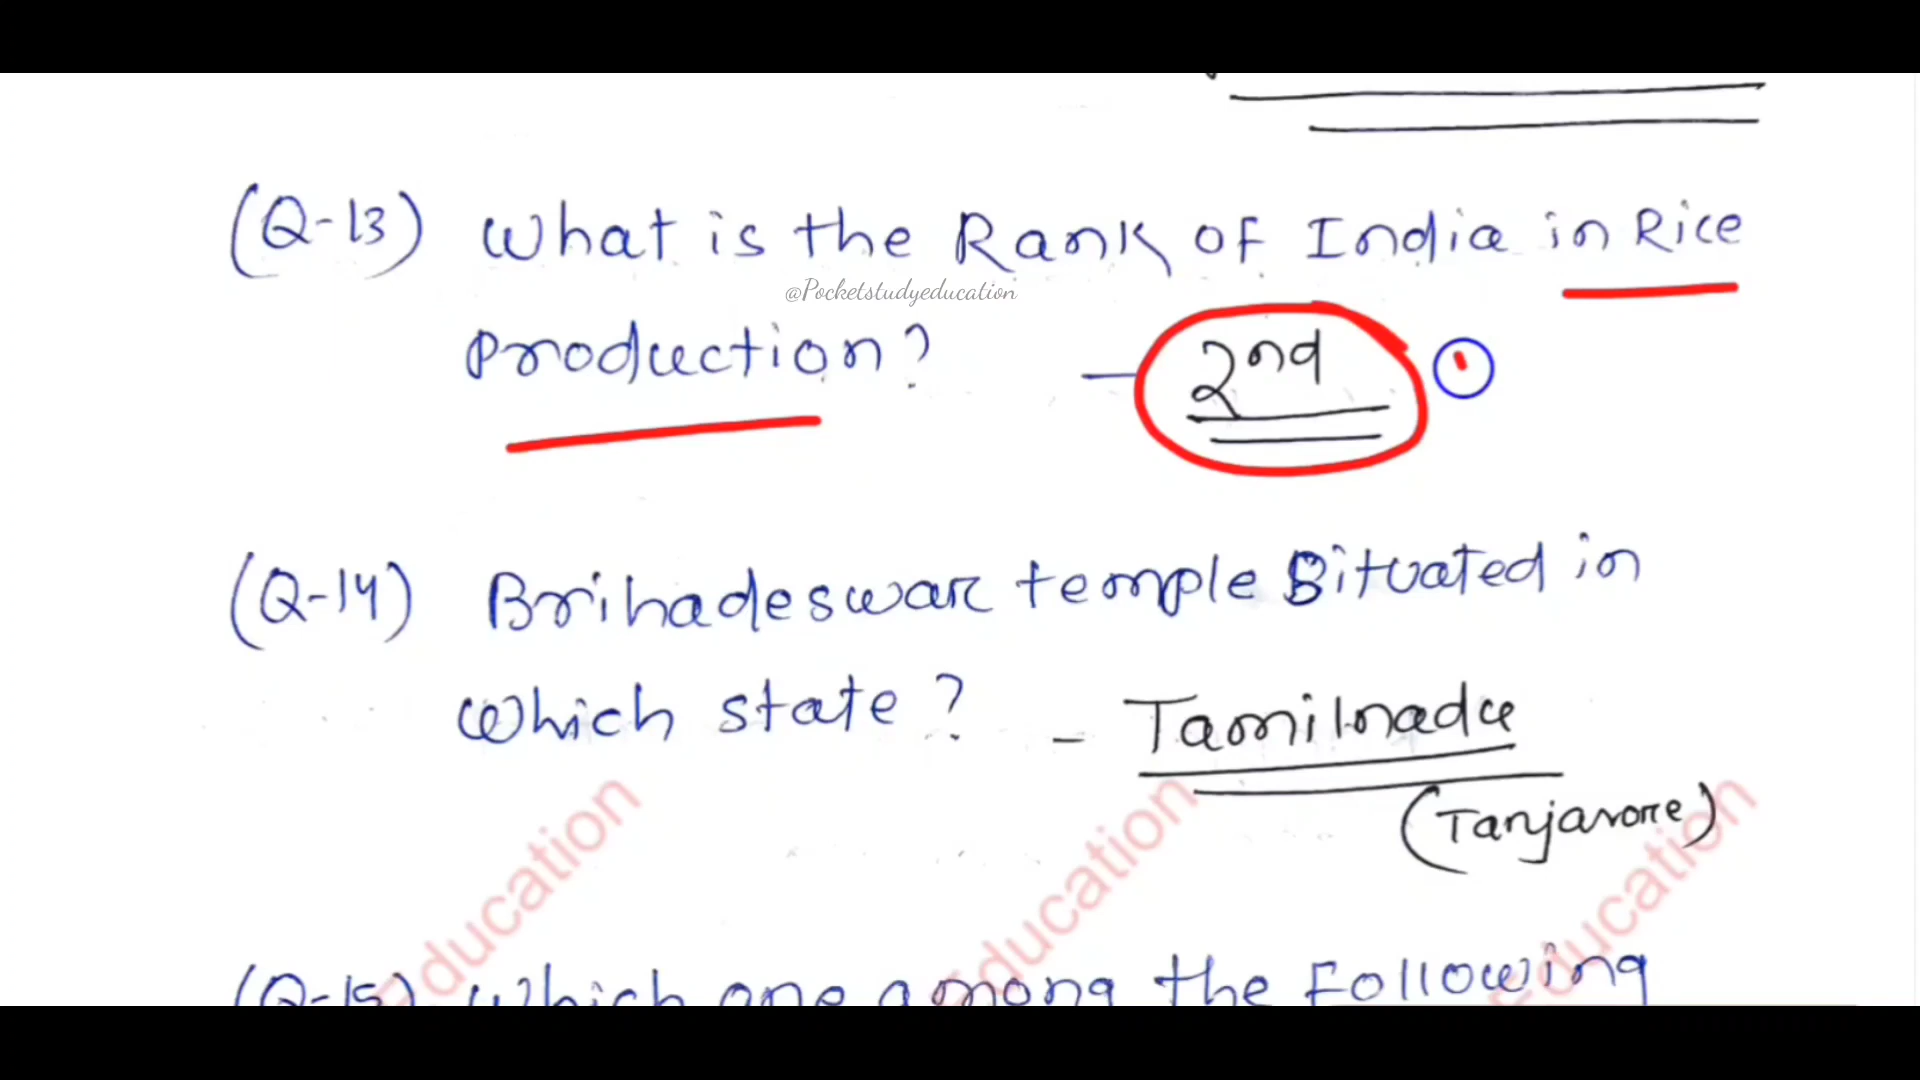 (Q-13) What is the Rank of India in Rice
@Pocketstudyeducation
Production? - 2nd
(Q-14) Brihadeswar temple Situated in
Which state? - Tamilnadu
(Tanjavore)
Education Education Education
(Q-15) Which one among the Following